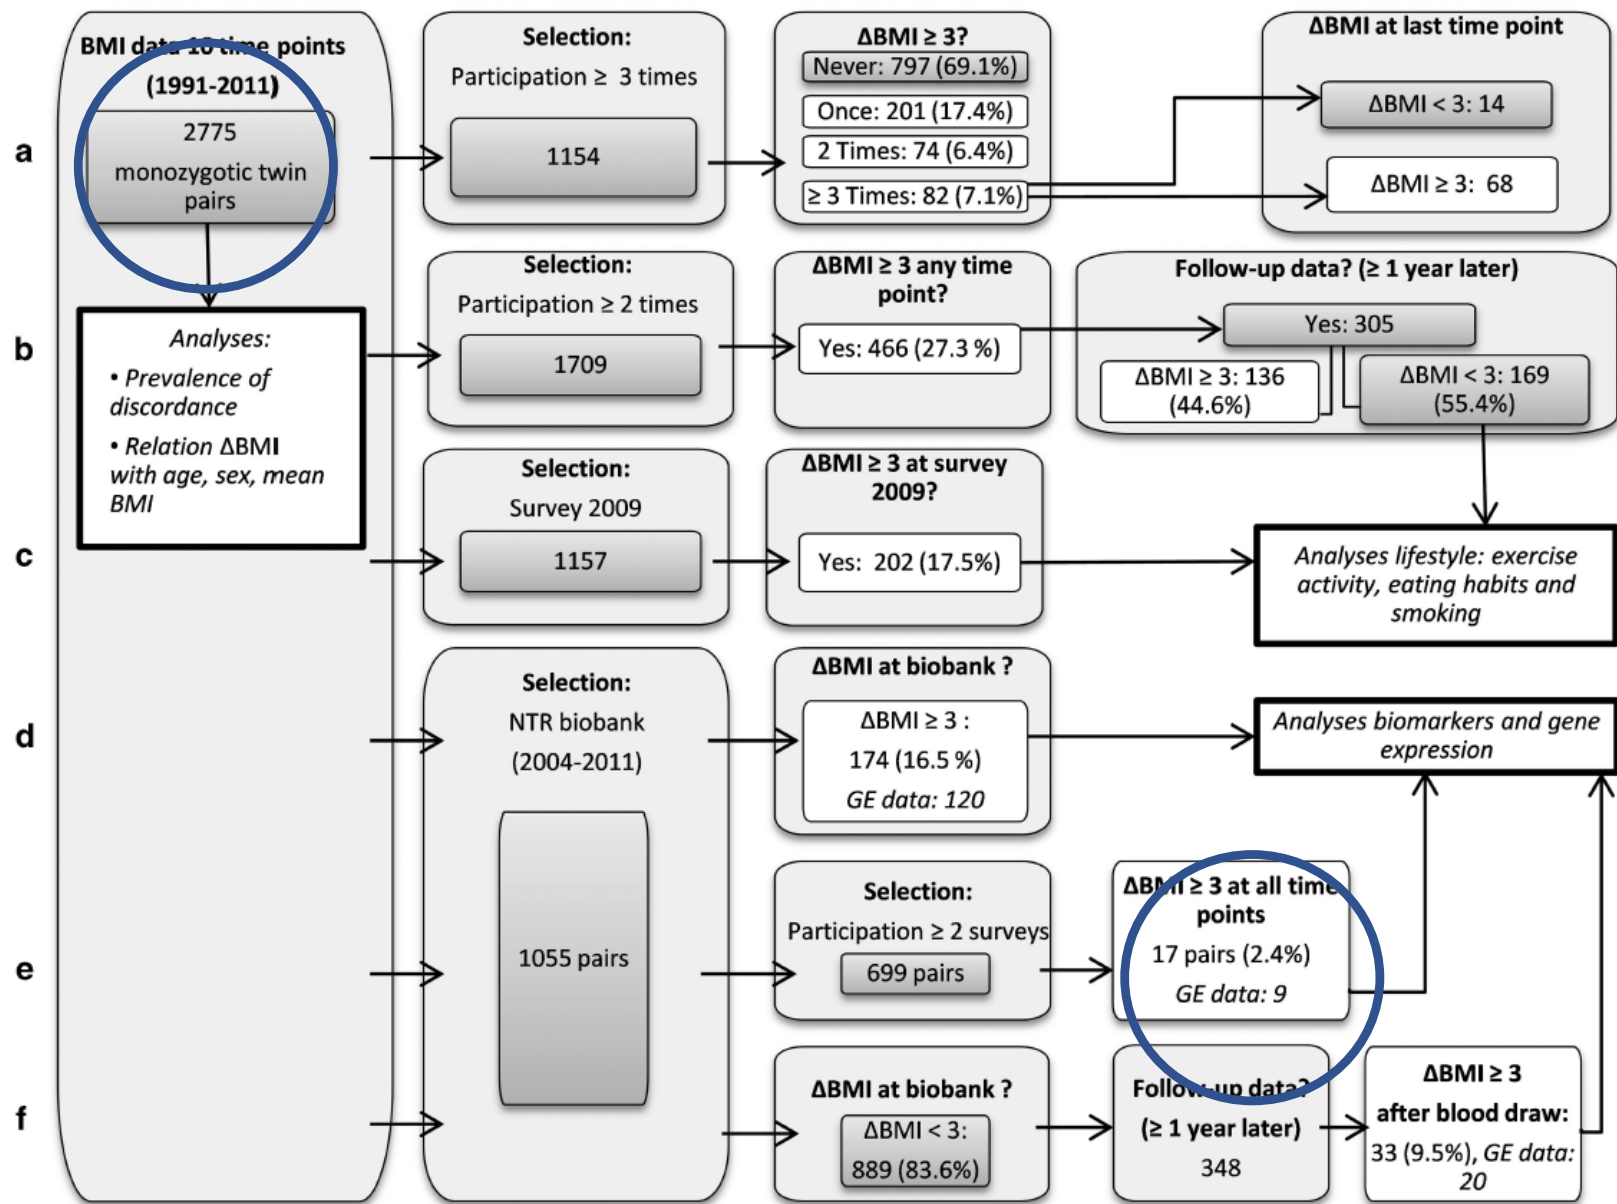 BMI data 10 time points
(1991-2011)
2775
monozygotic twin
pairs
Analyses:
• Prevalence of
discordance
• Relation ΔBMI
with age, sex, mean
BMI
a
Selection:
Participation ≥ 3 times
1154
ΔBMI ≥ 3?
Never: 797 (69.1%)
Once: 201 (17.4%)
2 Times: 74 (6.4%)
≥ 3 Times: 82 (7.1%)
ΔBMI at last time point
ΔBMI < 3: 14
ΔBMI ≥ 3: 68
b
Selection:
Participation ≥ 2 times
1709
ΔBMI ≥ 3 any time
point?
Yes: 466 (27.3 %)
Follow-up data? (≥ 1 year later)
Yes: 305
ΔBMI ≥ 3: 136
(44.6%)
ΔBMI < 3: 169
(55.4%)
c
Selection:
Survey 2009
1157
ΔBMI ≥ 3 at survey
2009?
Yes: 202 (17.5%)
Analyses lifestyle: exercise
activity, eating habits and
smoking
d
Selection:
NTR biobank
(2004-2011)
1055 pairs
ΔBMI at biobank ?
ΔBMI ≥ 3 :
174 (16.5 %)
GE data: 120
Analyses biomarkers and gene
expression
e
Selection:
Participation ≥ 2 surveys
699 pairs
ΔBMI ≥ 3 at all time
points
17 pairs (2.4%)
GE data: 9
f
ΔBMI at biobank ?
ΔBMI < 3:
889 (83.6%)
Follow-up data?
(≥ 1 year later)
348
ΔBMI ≥ 3
after blood draw:
33 (9.5%), GE data:
20